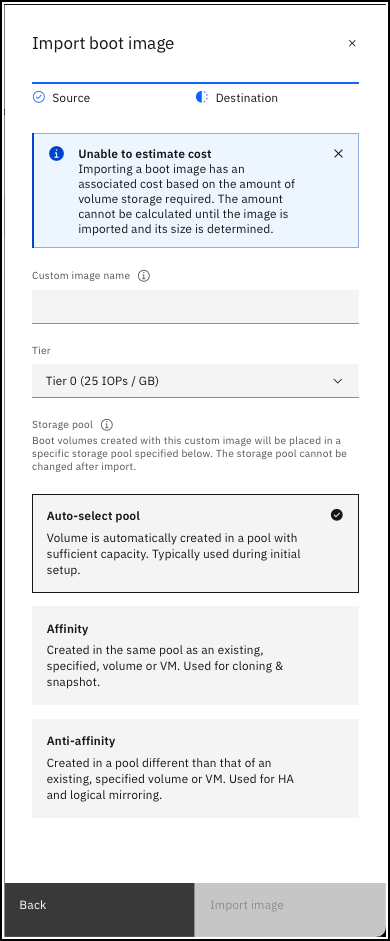 Import boot image
Source
Destination
Unable to estimate cost
Importing a boot image has an
associated cost based on the amount of
volume storage required. The amount
cannot be calculated until the image is
imported and its size is determined.
Custom image name
Tier
Tier 0 (25 IOPs / GB)
Storage pool
Boot volumes created with this custom image will be placed in a
specific storage pool specified below. The storage pool cannot be
changed after import.
Auto-select pool
Volume is automatically created in a pool with
sufficient capacity. Typically used during initial
setup.
Affinity
Created in the same pool as an existing,
specified, volume or VM. Used for cloning &
snapshot.
Anti-affinity
Created in a pool different than that of an
existing, specified volume or VM. Used for HA
and logical mirroring.
Back
Import image